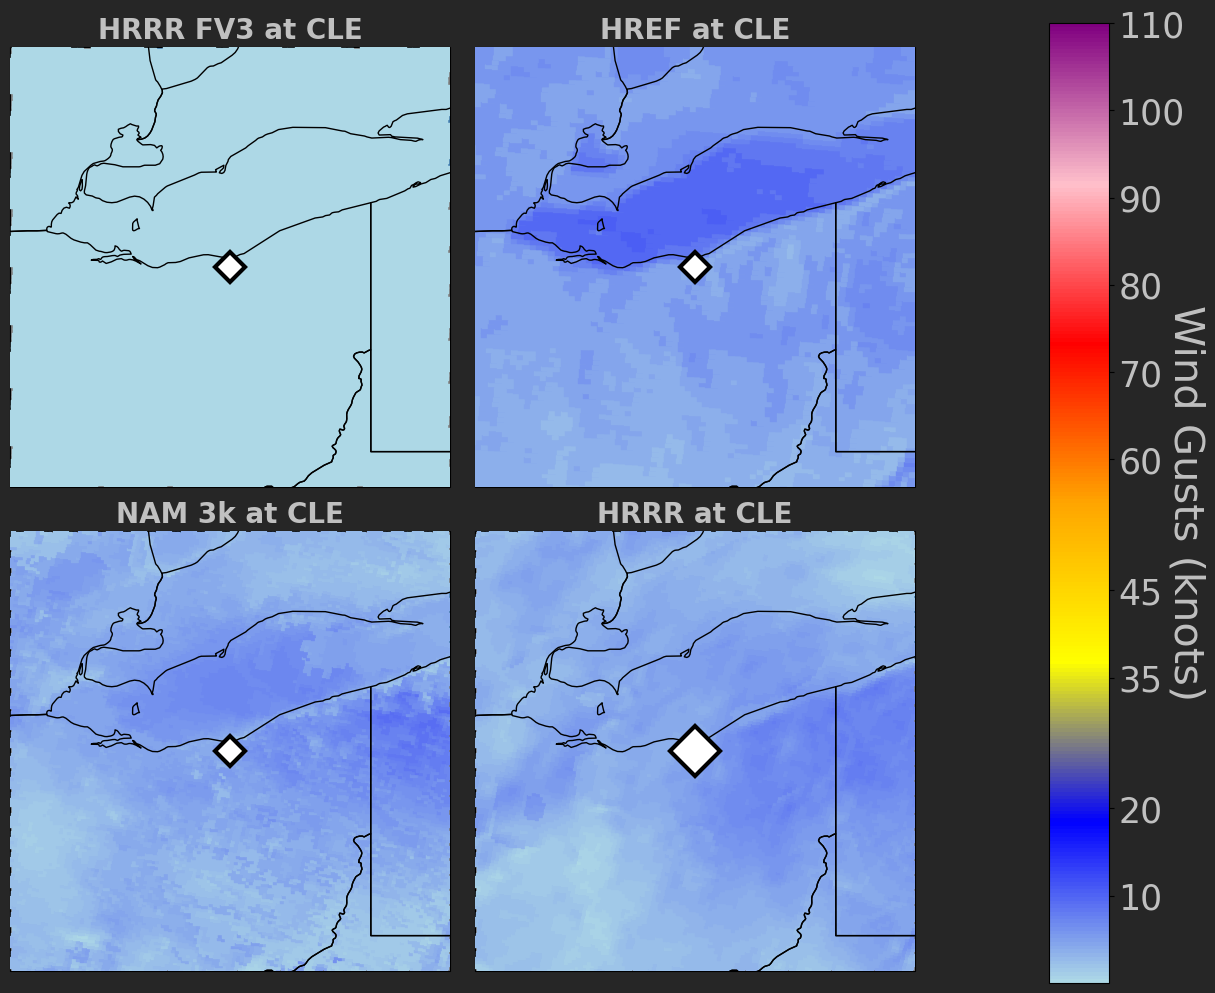 HRRR FV3 at CLE
HREF at CLE
NAM 3k at CLE
HRRR at CLE
110
100
90
80
70
60
45
35
20
10
Wind Gusts (knots)